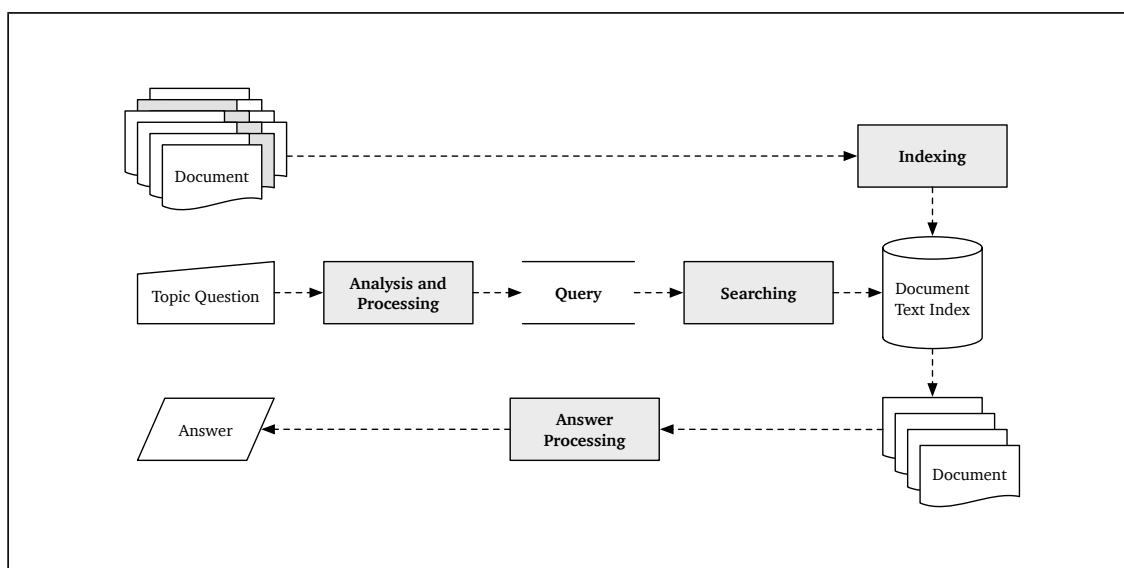 Document
Indexing
Topic Question
Analysis and
Processing
Query
Searching
Document
Text Index
Answer
Answer
Processing
Document